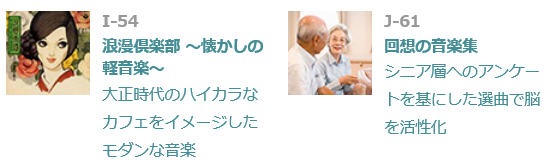 I-54
浪漫倶楽部 ～懐かしの
軽音楽～
大正時代のハイカラな
カフェをイメージした
モダンな音楽
J-61
回想の音楽集
シニア層へのアンケー
トを基にした選曲で脳
を活性化